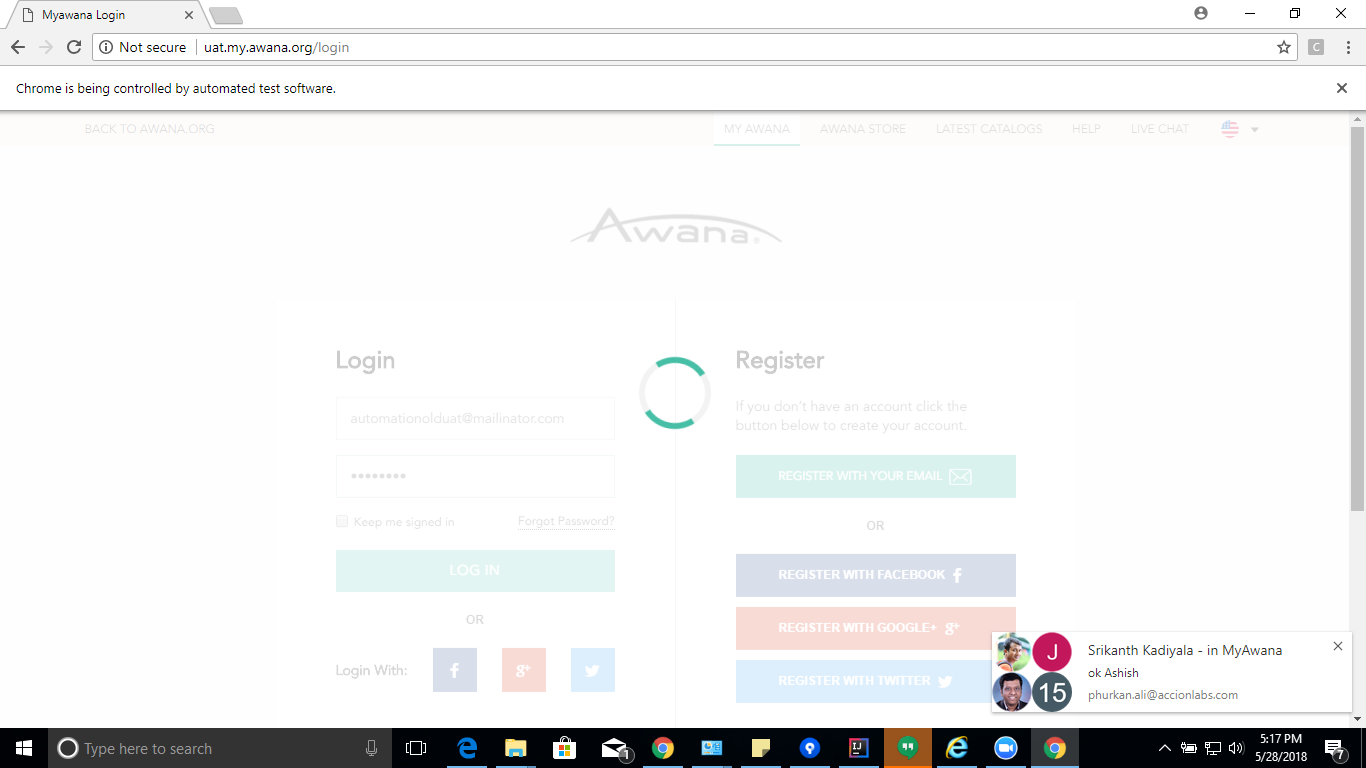 Myawana Login
Not secure
uat.my.awana.org/login
C
Chrome is being controlled by automated test software.
BACK TO AWANA.ORG
MY AWANA
AWANA STORE
LATEST CATALOGS
HELP
LIVE CHAT
AWANA®
Login
automationolduat@mailinator.com
••••••••
Keep me signed in
Forgot Password?
LOG IN
OR
Login With:
f
g+
Register
If you don't have an account click the
button below to create your account.
REGISTER WITH YOUR EMAIL
OR
REGISTER WITH FACEBOOK f
REGISTER WITH GOOGLE+ g+
REGISTER WITH TWITTER
J
15
Srikanth Kadiyala - in MyAwana
ok Ashish
phurkan.ali@accionlabs.com
Type here to search
1
IJ
5:17 PM
5/28/2018
7